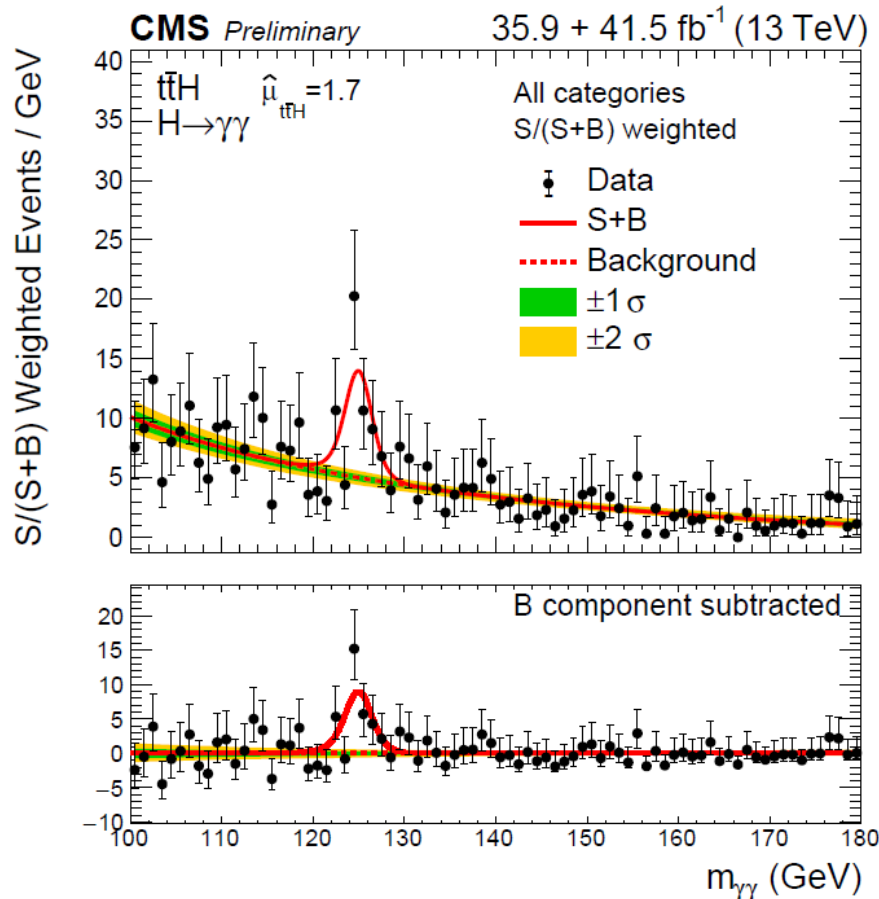 CMS Preliminary 35.9 + 41.5 fb⁻¹ (13 TeV)
S/(S+B) Weighted Events / GeV
40
35
30
25
20
15
10
5
0
tt̄H μ̂tt̄H=1.7
H→γγ
All categories
S/(S+B) weighted
Data
S+B
Background
±1 σ
±2 σ
B component subtracted
20
15
10
5
0
−5
−10
100 110 120 130 140 150 160 170 180
mγγ (GeV)